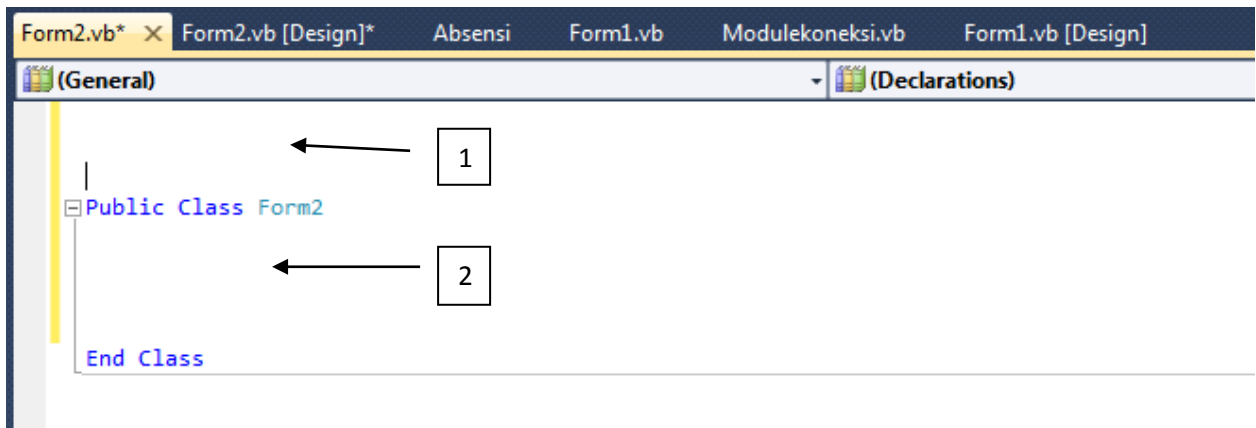 Form2.vb* Form2.vb [Design]* Absensi Form1.vb Modulekoneksi.vb Form1.vb [Design]
(General) (Declarations)
1
Public Class Form2
2
End Class